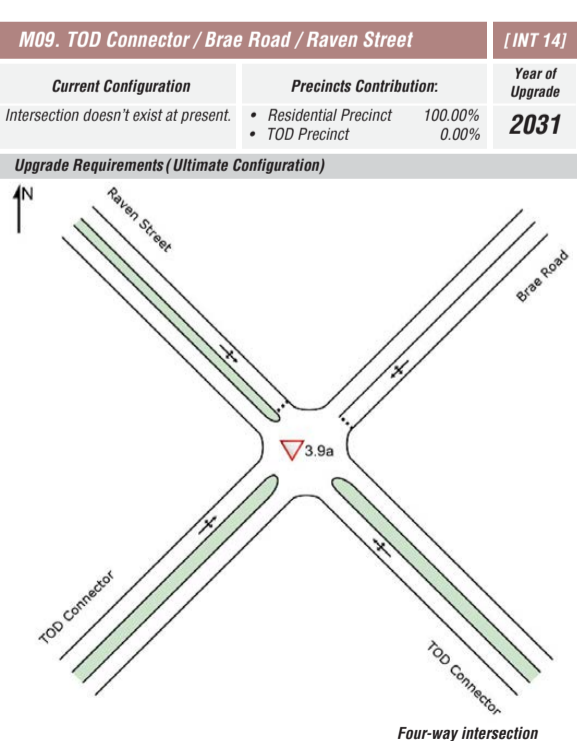 M09. TOD Connector / Brae Road / Raven Street [ INT 14]
Current Configuration Precincts Contribution: Year of Upgrade
Intersection doesn't exist at present. • Residential Precinct 100.00% 2031
• TOD Precinct 0.00%
Upgrade Requirements ( Ultimate Configuration)
N
Raven Street
Brae Road
3.9a
TOD Connector
TOD Connector
Four-way intersection